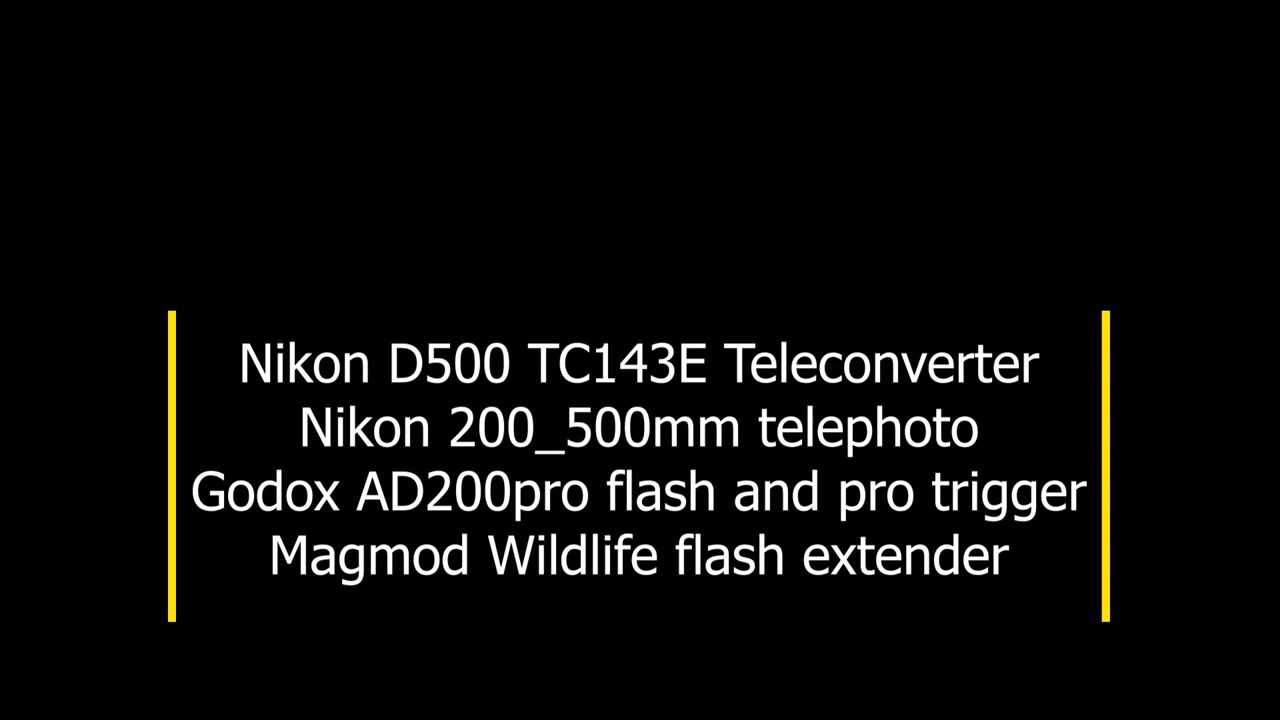 Nikon D500 TC143E Teleconverter
Nikon 200_500mm telephoto
Godox AD200pro flash and pro trigger
Magmod Wildlife flash extender